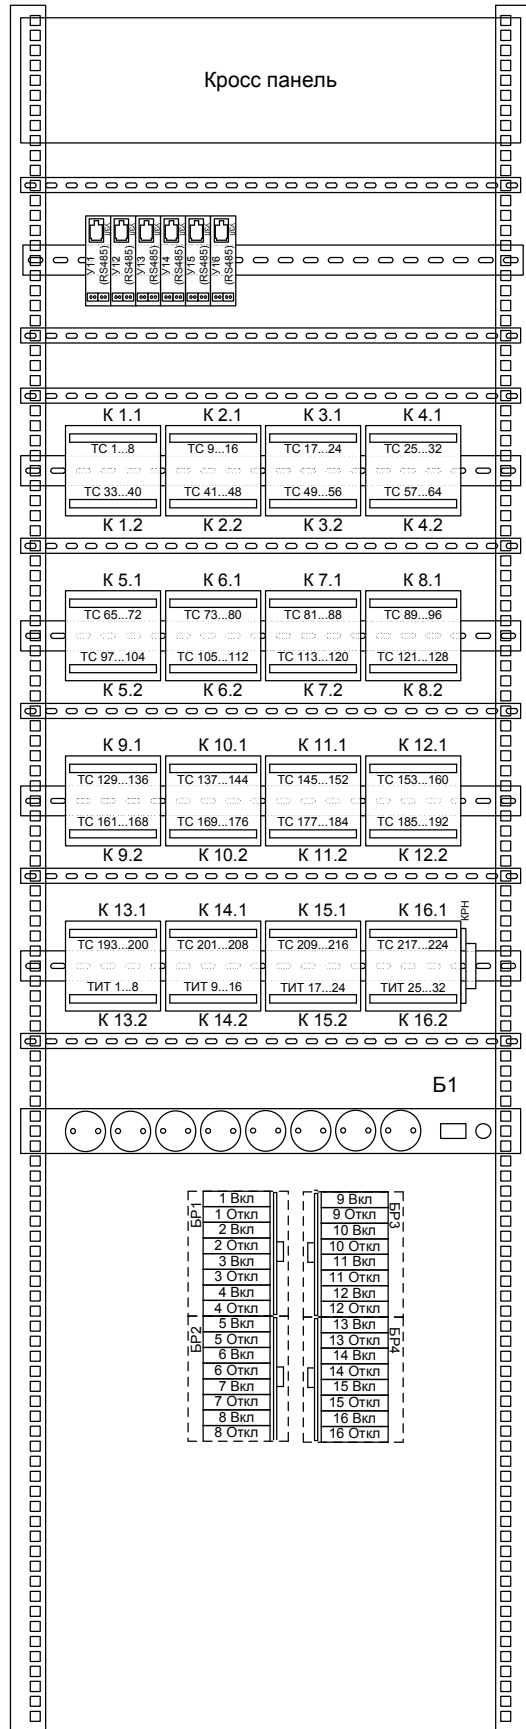 Кросс панель
У11 (RS485) У12 (RS485) У13 (RS485) У14 (RS485) У15 (RS485) У16 (RS485)
К 1.1 К 2.1 К 3.1 К 4.1
ТС 1...8 ТС 9...16 ТС 17...24 ТС 25...32
ТС 33...40 ТС 41...48 ТС 49...56 ТС 57...64
К 1.2 К 2.2 К 3.2 К 4.2
К 5.1 К 6.1 К 7.1 К 8.1
ТС 65...72 ТС 73...80 ТС 81...88 ТС 89...96
ТС 97...104 ТС 105...112 ТС 113...120 ТС 121...128
К 5.2 К 6.2 К 7.2 К 8.2
К 9.1 К 10.1 К 11.1 К 12.1
ТС 129...136 ТС 137...144 ТС 145...152 ТС 153...160
ТС 161...168 ТС 169...176 ТС 177...184 ТС 185...192
К 9.2 К 10.2 К 11.2 К 12.2
К 13.1 К 14.1 К 15.1 К 16.1 КРН
ТС 193...200 ТС 201...208 ТС 209...216 ТС 217...224
ТИТ 1...8 ТИТ 9...16 ТИТ 17...24 ТИТ 25...32
К 13.2 К 14.2 К 15.2 К 16.2
Б1
БР1
1 Вкл
1 Откл
2 Вкл
2 Откл
3 Вкл
3 Откл
4 Вкл
4 Откл
БР2
5 Вкл
5 Откл
6 Вкл
6 Откл
7 Вкл
7 Откл
8 Вкл
8 Откл
БР3
9 Вкл
9 Откл
10 Вкл
10 Откл
11 Вкл
11 Откл
12 Вкл
12 Откл
БР4
13 Вкл
13 Откл
14 Вкл
14 Откл
15 Вкл
15 Откл
16 Вкл
16 Откл